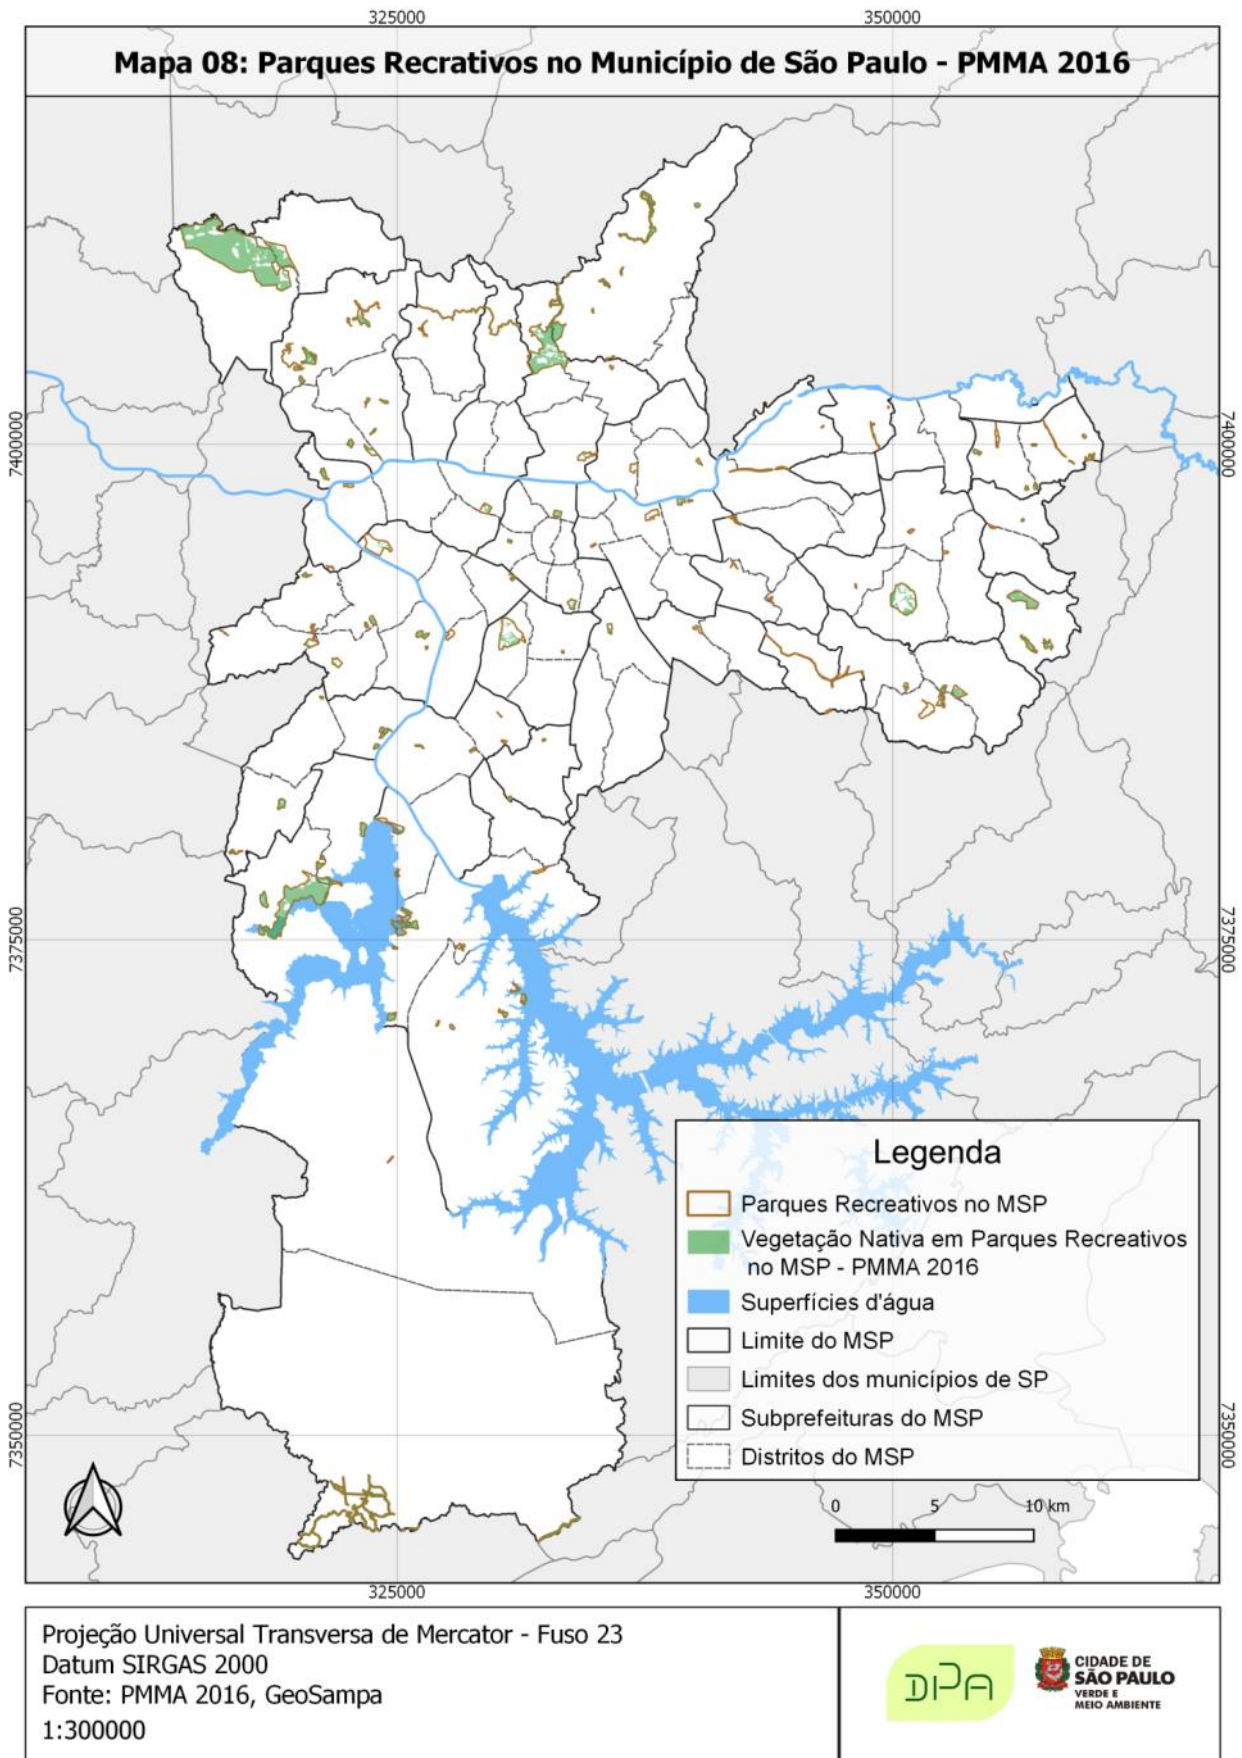 325000
350000
Mapa 08: Parques Recrativos no Município de São Paulo - PMMA 2016
7400000
7400000
7375000
7375000
7350000
7350000
Legenda
Parques Recreativos no MSP
Vegetação Nativa em Parques Recreativos
no MSP - PMMA 2016
Superfícies d'água
Limite do MSP
Limites dos municípios de SP
Subprefeituras do MSP
Distritos do MSP
0 5 10 km
325000
350000
Projeção Universal Transversa de Mercator - Fuso 23
Datum SIRGAS 2000
Fonte: PMMA 2016, GeoSampa
1:300000
DPA
CIDADE DE
SÃO PAULO
VERDE E
MEIO AMBIENTE